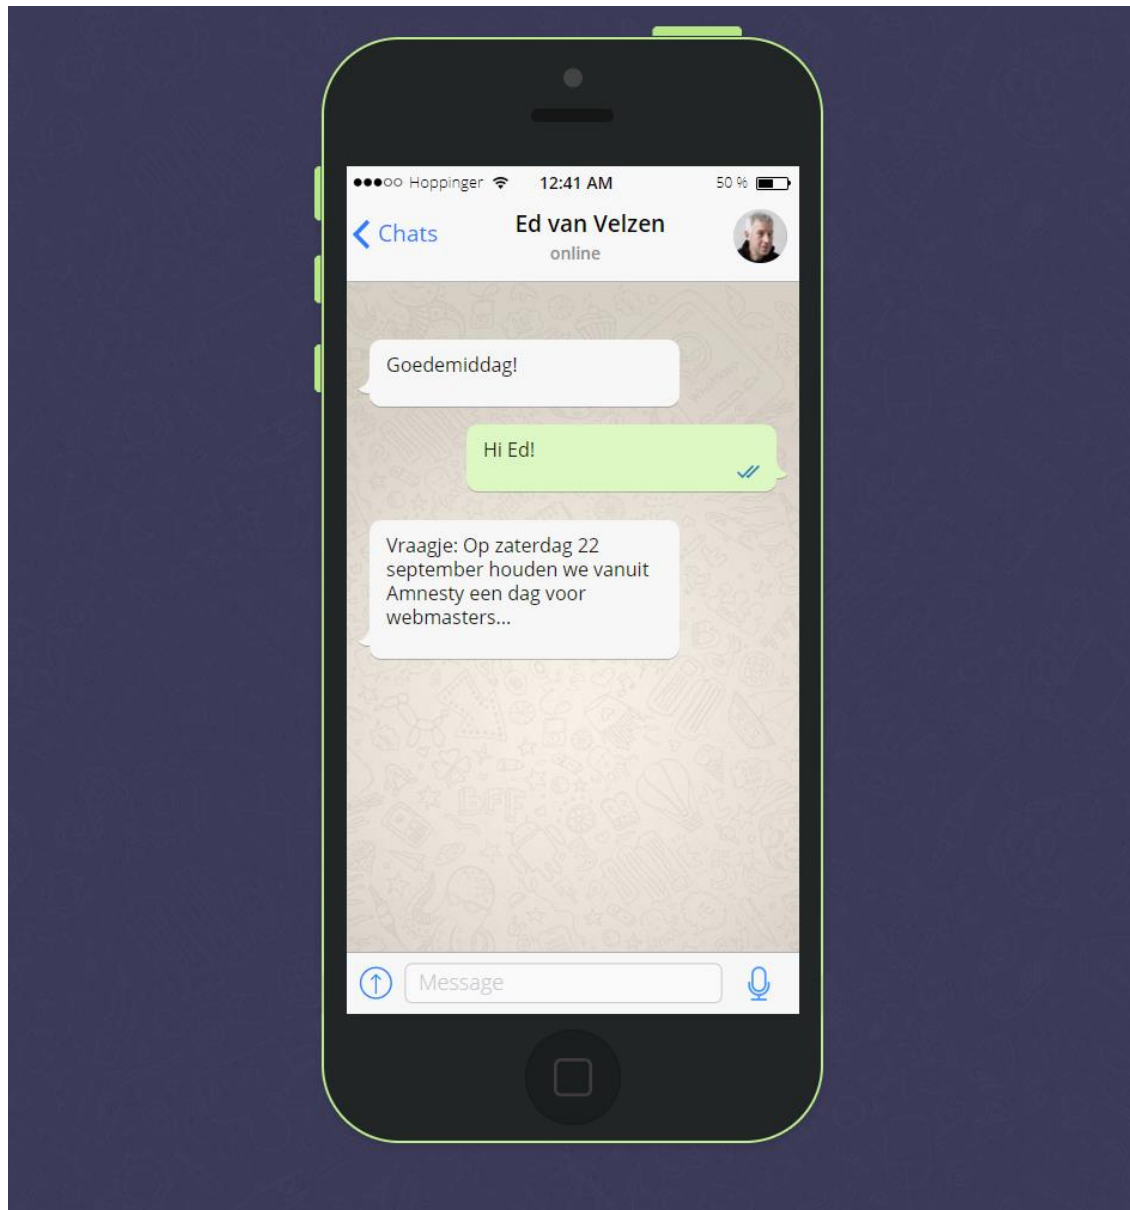 Hoppinger 12:41 AM 50 %
Chats
Ed van Velzen
online
Goedemiddag!
Hi Ed!
Vraagje: Op zaterdag 22
september houden we vanuit
Amnesty een dag voor
webmasters...
BFF
Message